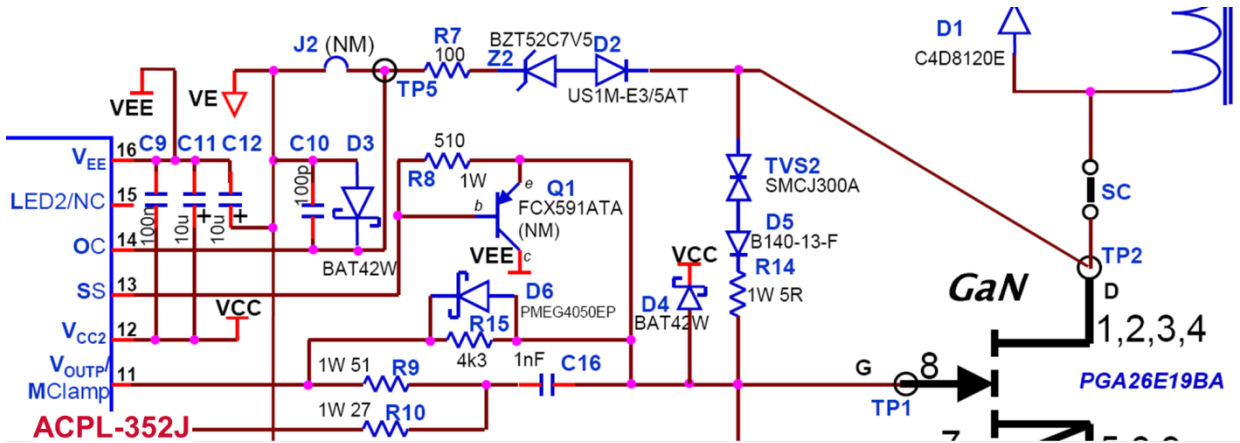 J2 (NM)
R7
100
BZT52C7V5
Z2
D2
US1M-E3/5AT
D1
C4D8120E
VEE
VE
TP5
C9 C11 C12
C10 D3
VEE 16
LED2/NC 15
OC 14
SS 13
VCC2 12
VOUTP/
MClamp 11
100n
10u
10u
+
+
100p
BAT42W
510
R8
1W
Q1
e
b
c
FCX591ATA
(NM)
VEE
TVS2
SMCJ300A
D5
B140-13-F
R14
1W 5R
SC
TP2
GaN
D
1,2,3,4
VCC
D6
PMEG4050EP
VCC
D4
BAT42W
R15
4k3
1nF
C16
1W 51
R9
1W 27
R10
G
TP1
8
PGA26E19BA
ACPL-352J